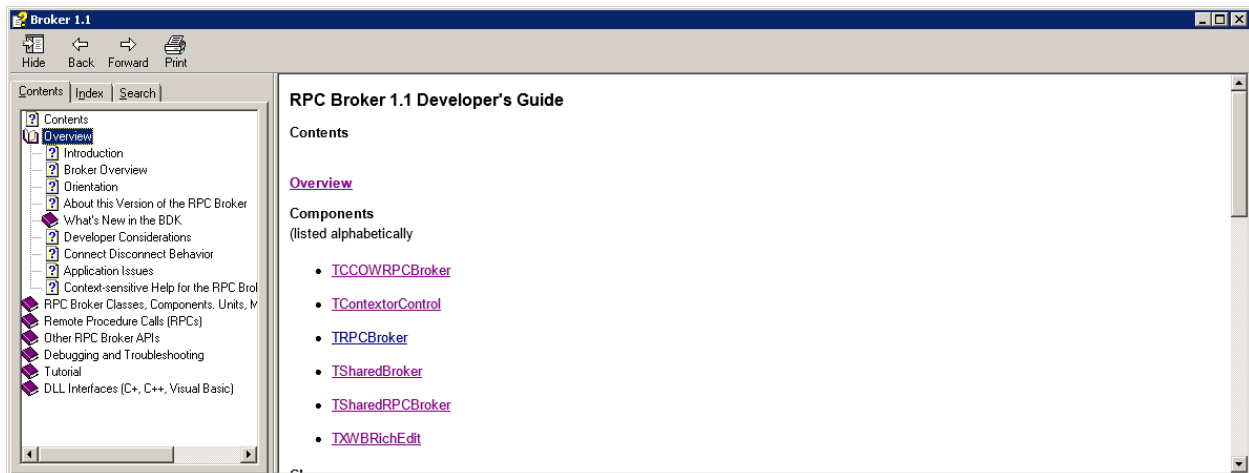 Broker 1.1
Hide Back Forward Print
Contents Index Search
Contents
Overview
Introduction
Broker Overview
Orientation
About this Version of the RPC Broker
What's New in the BDK
Developer Considerations
Connect Disconnect Behavior
Application Issues
Context-sensitive Help for the RPC Brol
RPC Broker Classes, Components. Units, M
Remote Procedure Calls (RPCs)
Other RPC Broker APIs
Debugging and Troubleshooting
Tutorial
DLL Interfaces (C+, C++, Visual Basic)
RPC Broker 1.1 Developer's Guide
Contents
Overview
Components
(listed alphabetically
• TCCOWRPCBroker
• TContextorControl
• TRPCBroker
• TSharedBroker
• TSharedRPCBroker
• TXWBRichEdit